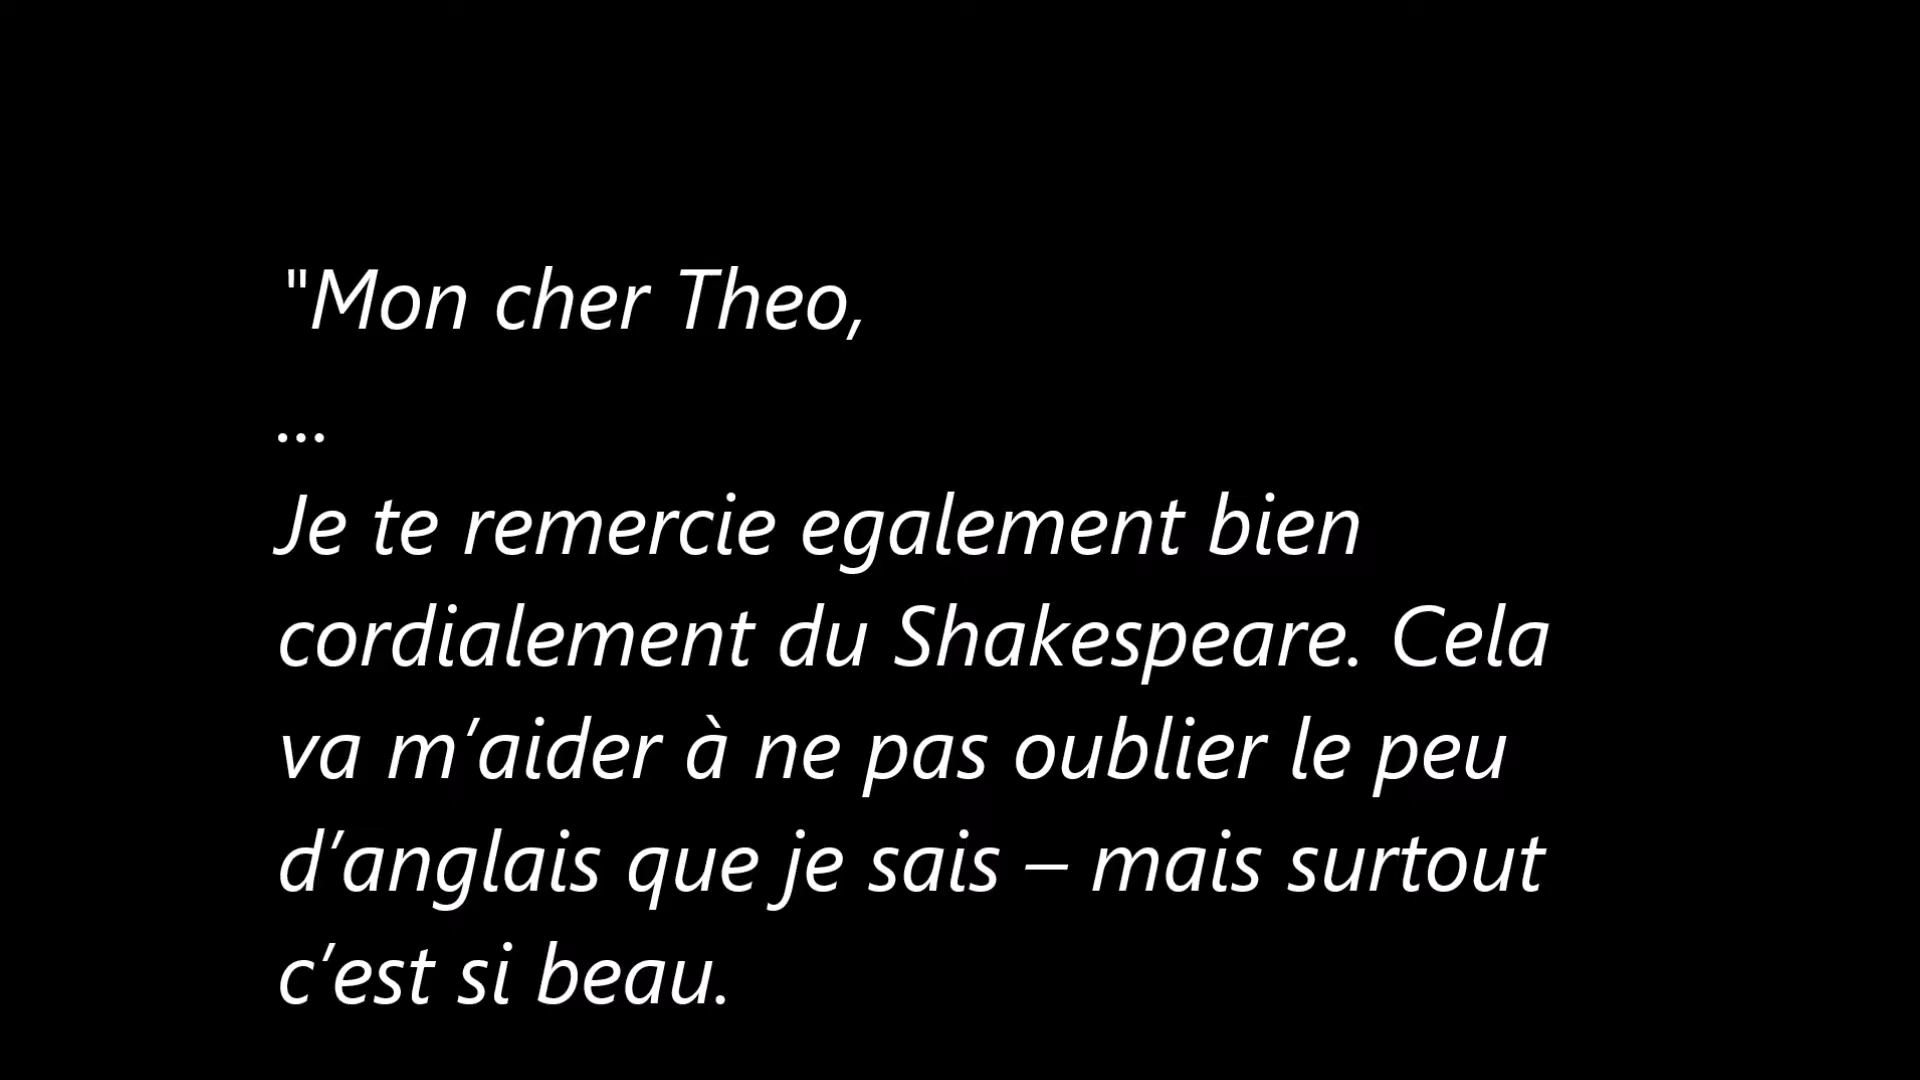 "Mon cher Theo,
...
Je te remercie egalement bien
cordialement du Shakespeare. Cela
va m’aider à ne pas oublier le peu
d’anglais que je sais – mais surtout
c’est si beau.